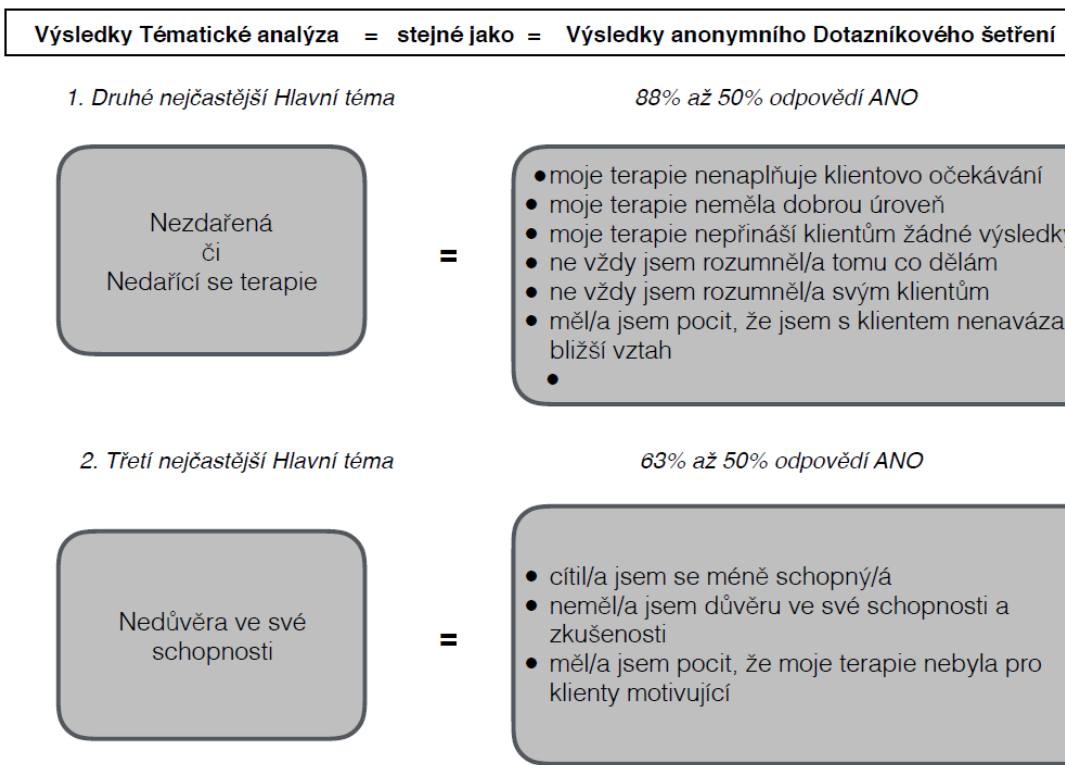 Výsledky Tématické analýza = stejné jako = Výsledky anonymního Dotazníkového šetření
1. Druhé nejčastější Hlavní téma
88% až 50% odpovědí ANO
Nezdařená
či
Nedařící se terapie
=
● moje terapie nenaplňuje klientovo očekávání
● moje terapie neměla dobrou úroveň
● moje terapie nepřináší klientům žádné výsledky
● ne vždy jsem rozumněl/a tomu co dělám
● ne vždy jsem rozumněl/a svým klientům
● měl/a jsem pocit, že jsem s klientem nenaváza
bližší vztah
●
2. Třetí nejčastější Hlavní téma
63% až 50% odpovědí ANO
Nedůvěra ve své
schopnosti
=
● cítil/a jsem se méně schopný/á
● neměl/a jsem důvěru ve své schopnosti a
zkušenosti
● měl/a jsem pocit, že moje terapie nebyla pro
klienty motivující